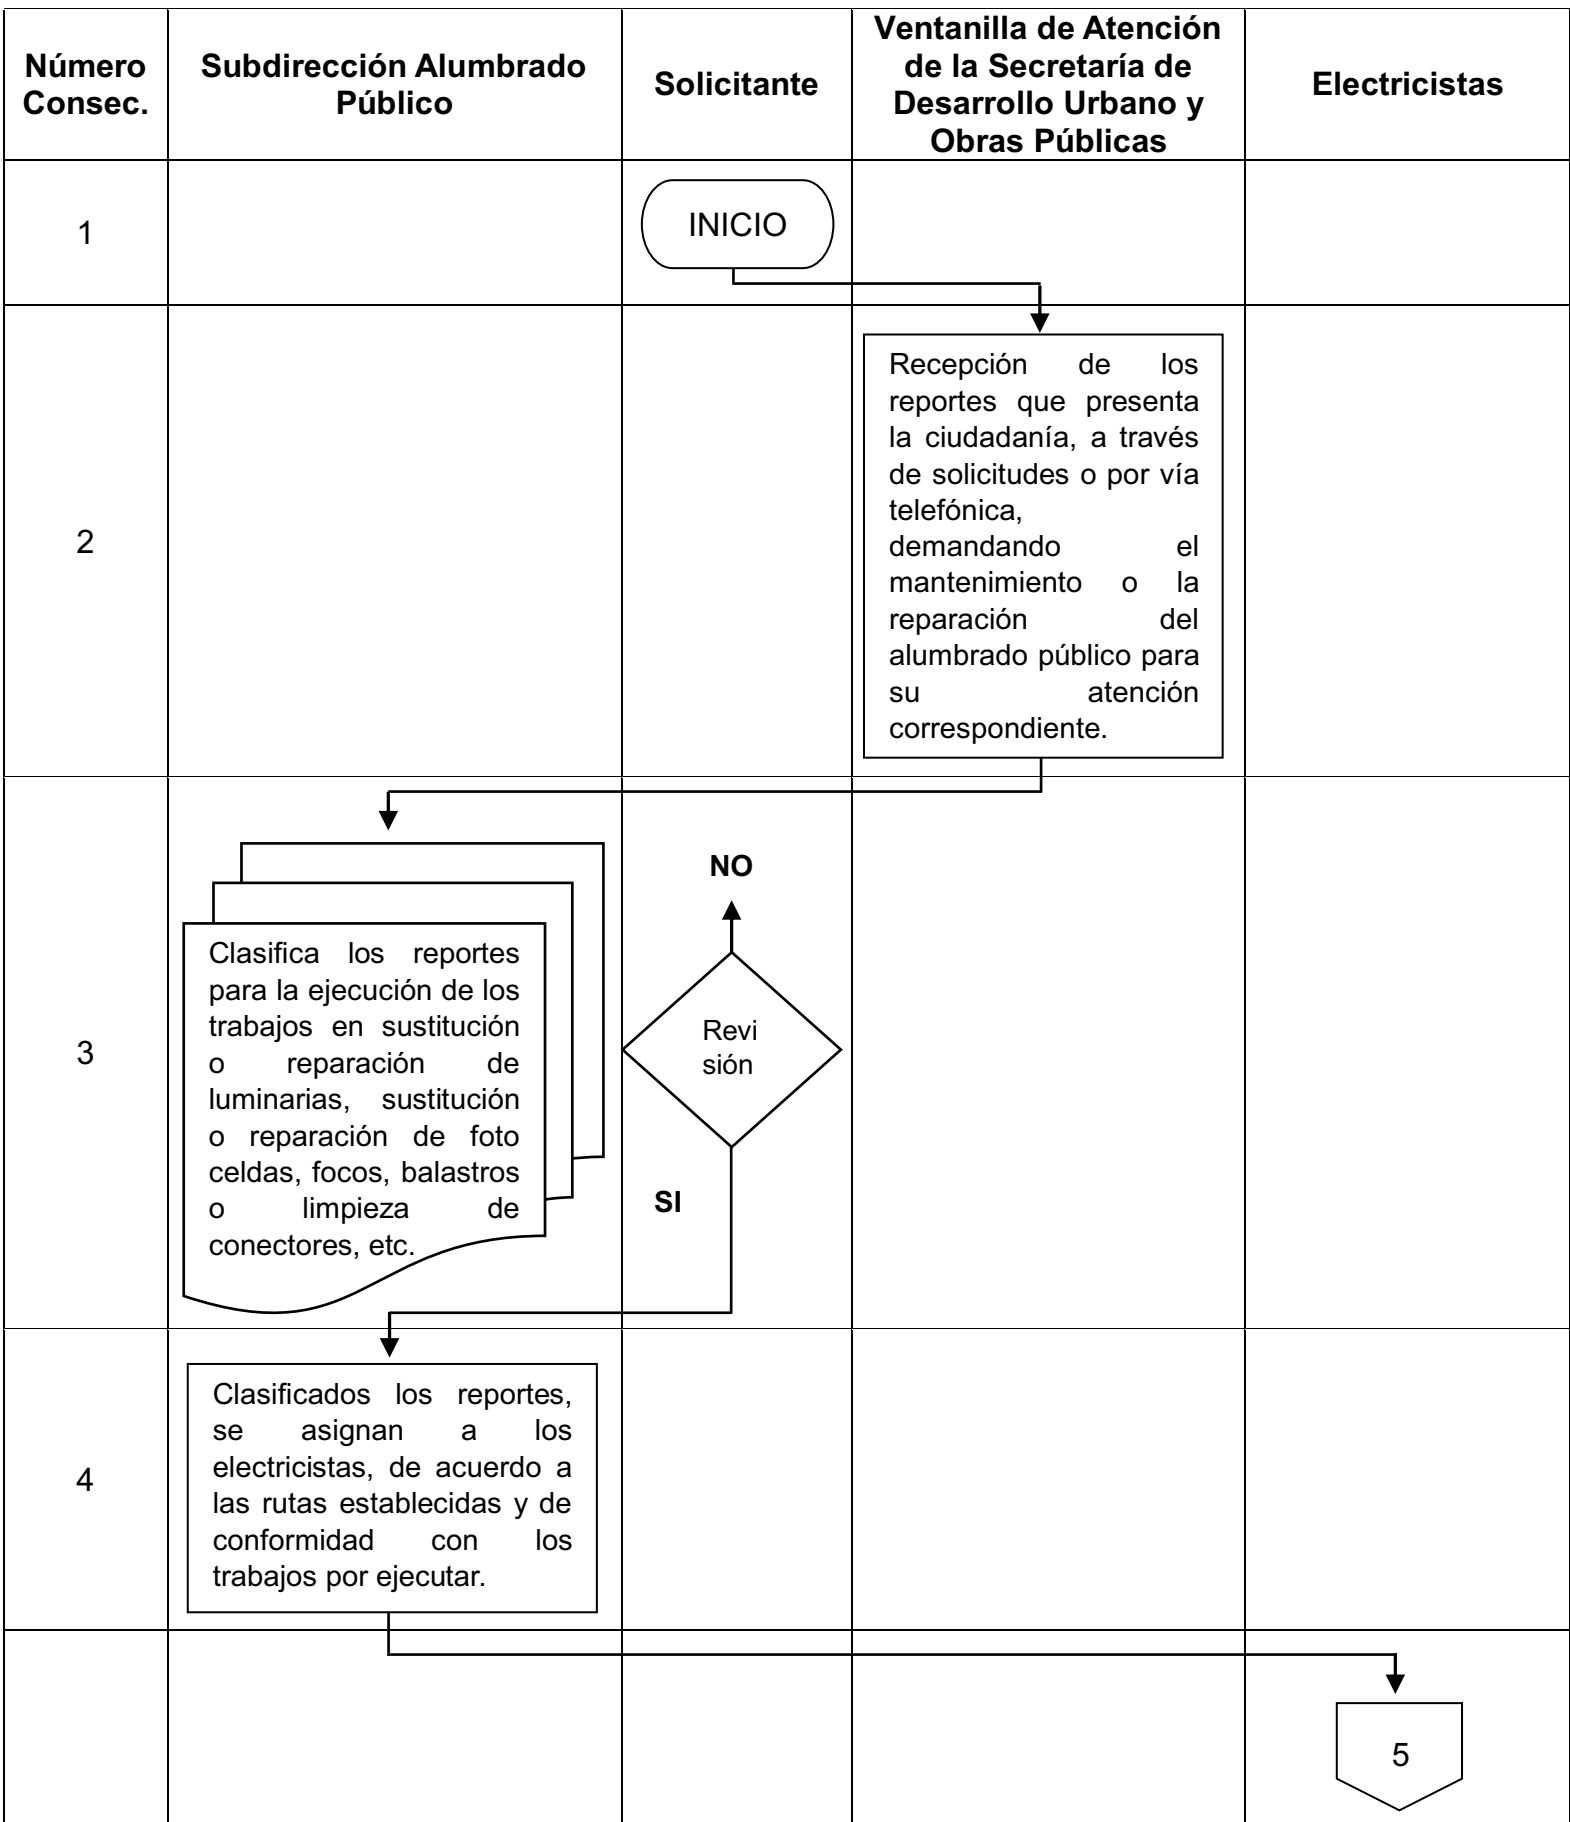 Número
Consec.
Subdirección Alumbrado
Público
Solicitante
Ventanilla de Atención
de la Secretaría de
Desarrollo Urbano y
Obras Públicas
Electricistas
1
INICIO
2
Recepción de los
reportes que presenta
la ciudadanía, a través
de solicitudes o por vía
telefónica,
demandando el
mantenimiento o la
reparación del
alumbrado público para
su atención
correspondiente.
3
Clasifica los reportes
para la ejecución de los
trabajos en sustitución
o reparación de
luminarias, sustitución
o reparación de foto
celdas, focos, balastros
o limpieza de
conectores, etc.
NO
Revi
sión
SI
4
Clasificados los reportes,
se asignan a los
electricistas, de acuerdo a
las rutas establecidas y de
conformidad con los
trabajos por ejecutar.
5